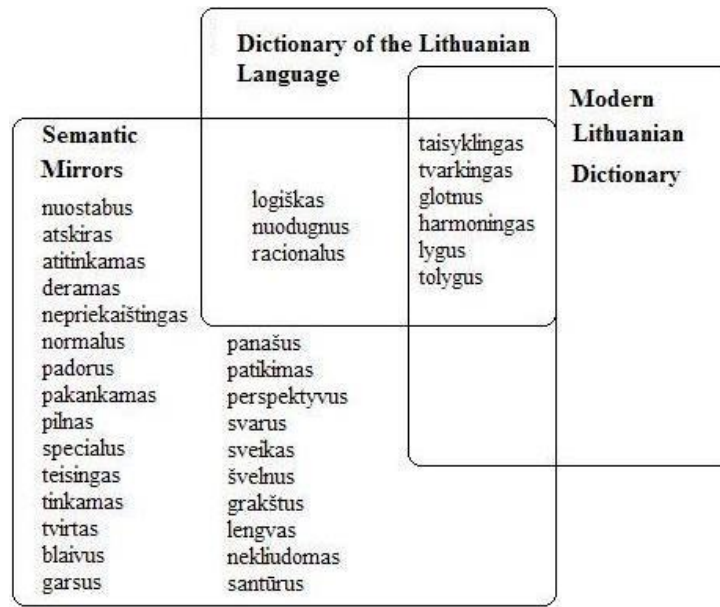 Dictionary of the Lithuanian
Language
Modern
Lithuanian
Dictionary
Semantic
Mirrors
taisyklingas
tvarkingas
glotnus
harmoningas
lygus
tolygus
logiškas
nuodugnus
racionalus
nuostabus
atskiras
atitinkamas
deramas
nepriekaištingas
normalus
padorus
pakankamas
pilnas
specialus
teisingas
tinkamas
tvirtas
blaivus
garsus
panašus
patikimas
perspektyvus
svarus
sveikas
švelnus
grakštus
lengvas
nekliudomas
santūrus